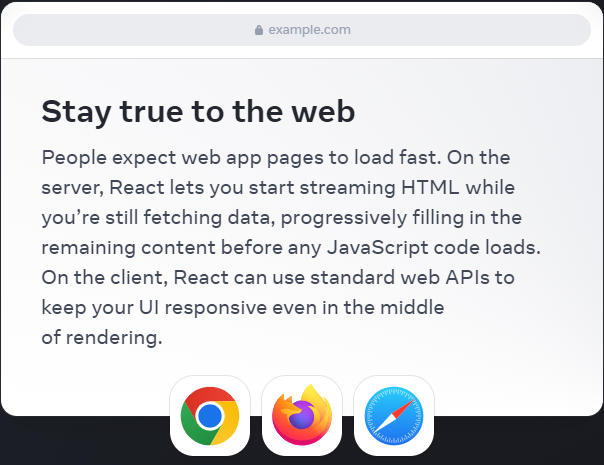 example.com
Stay true to the web
People expect web app pages to load fast. On the
server, React lets you start streaming HTML while
you’re still fetching data, progressively filling in the
remaining content before any JavaScript code loads.
On the client, React can use standard web APIs to
keep your UI responsive even in the middle
of rendering.